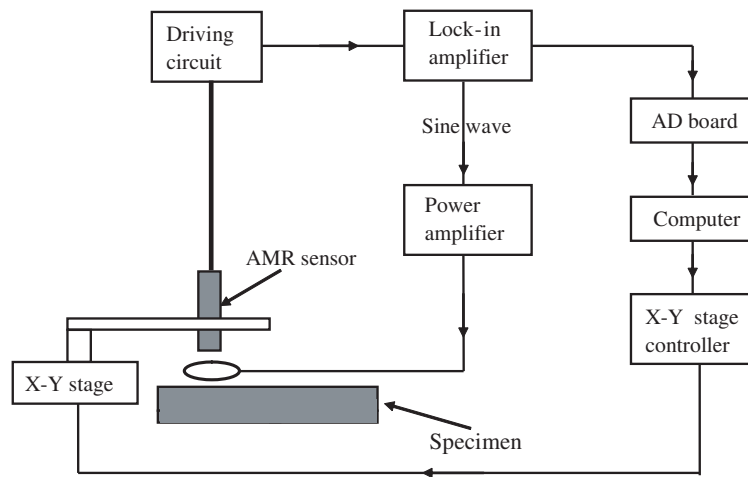 Driving
circuit
Lock-in
amplifier
Sine wave
AD board
Power
amplifier
Computer
AMR sensor
X-Y stage
controller
X-Y stage
Specimen